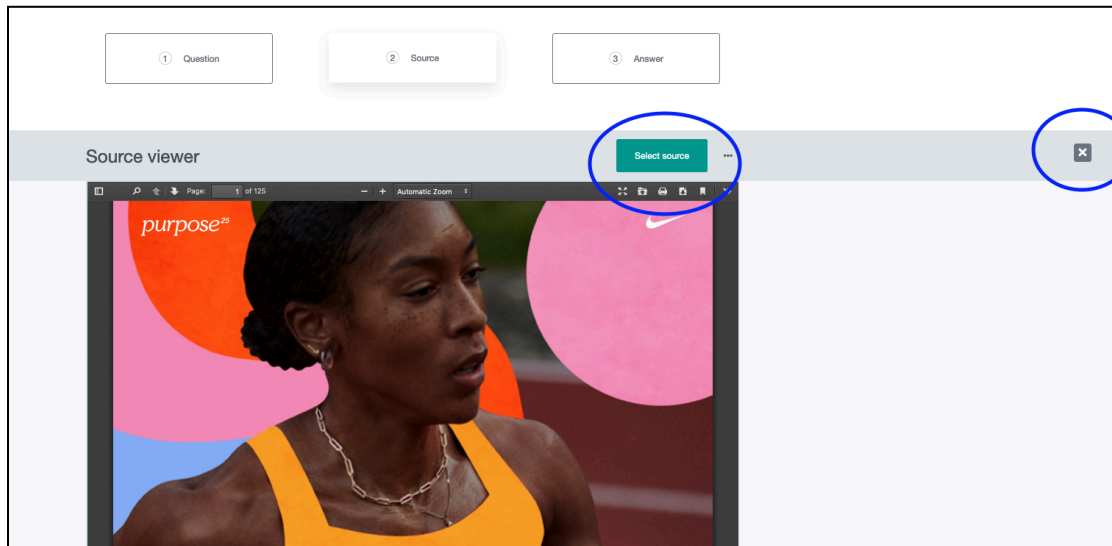 1 Question
2 Source
3 Answer
Source viewer
Select source
Page: 1 of 125
Automatic Zoom
purpose25